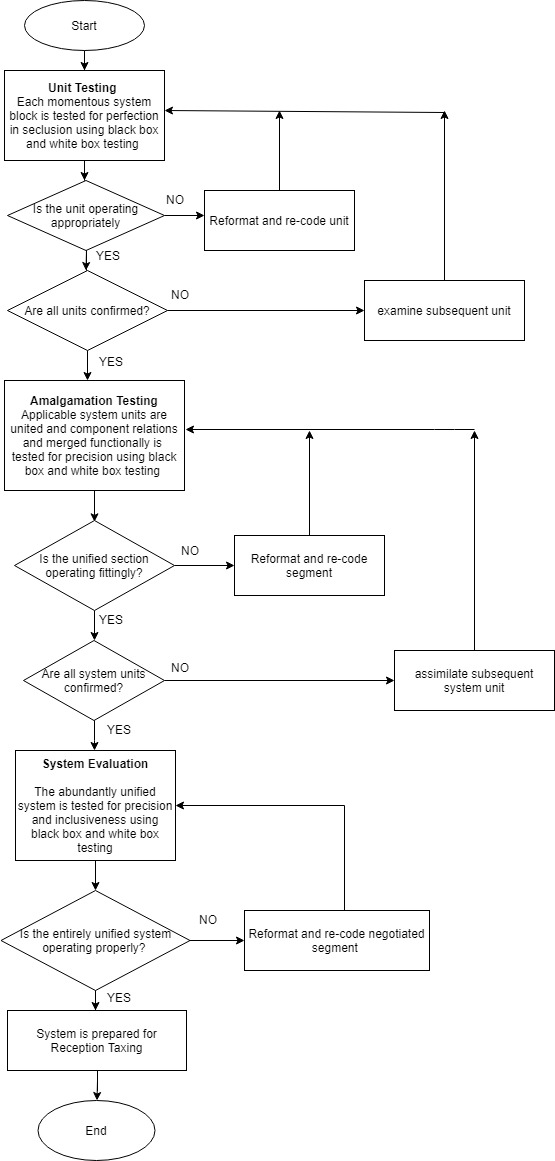 Start
Unit Testing
Each momentous system
block is tested for perfection
in seclusion using black box
and white box testing
Is the unit operating
appropriately
NO
Reformat and re-code unit
YES
Are all units confirmed?
NO
examine subsequent unit
YES
Amalgamation Testing
Applicable system units are
united and component relations
and merged functionally is
tested for precision using black
box and white box testing
Is the unified section
operating fittingly?
NO
Reformat and re-code
segment
YES
Are all system units
confirmed?
NO
assimilate subsequent
system unit
YES
System Evaluation
The abundantly unified
system is tested for precision
and inclusiveness using
black box and white box
testing
Is the entirely unified system
operating properly?
NO
Reformat and re-code negotiated
segment
YES
System is prepared for
Reception Taxing
End